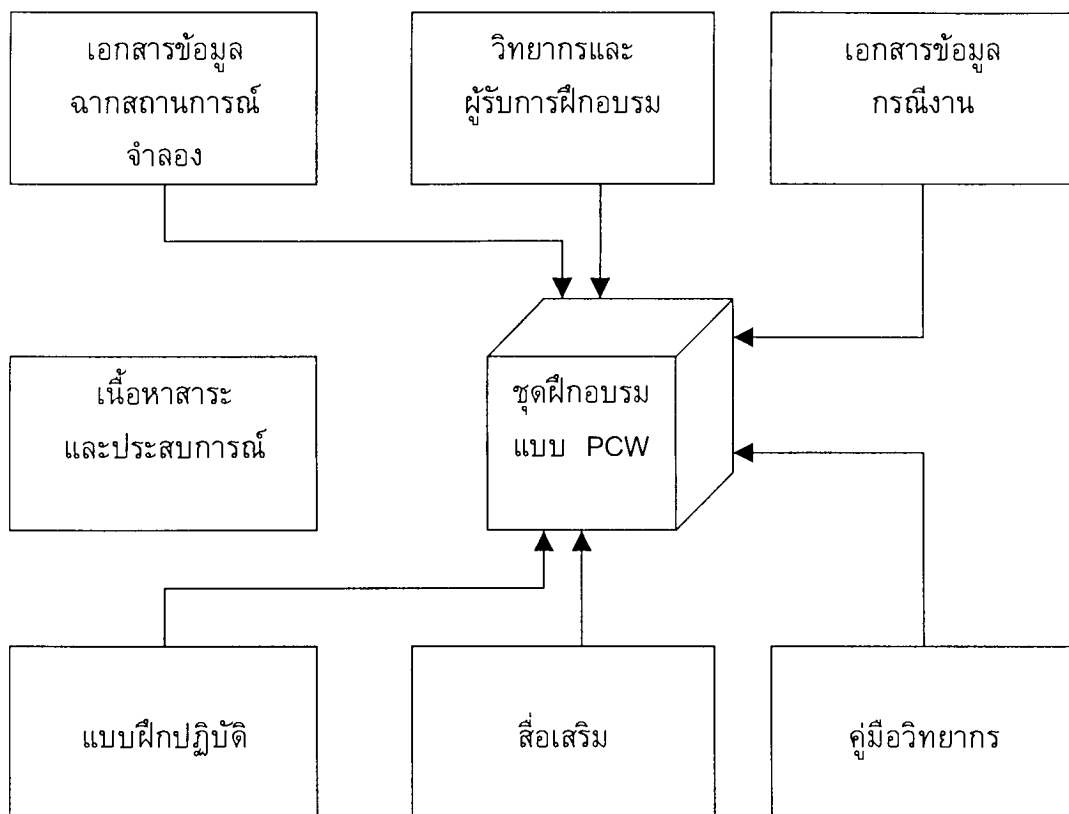 เอกสารข้อมูล
ฉากสถานการณ์
จำลอง
วิทยากรและ
ผู้รับการฝึกอบรม
เอกสารข้อมูล
กรณีงาน
เนื้อหาสาระ
และประสบการณ์
ชุดฝึกอบรม
แบบ PCW
แบบฝึกปฏิบัติ
สื่อเสริม
คู่มือวิทยากร